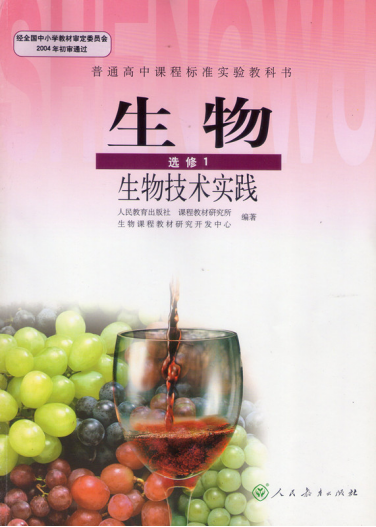 SHENGWU
经全国中小学教材审定委员会
2004年初审通过
普通高中课程标准实验教科书
生物
选修1
生物技术实践
人民教育出版社 课程教材研究所
生物课程教材研究开发中心
编著
人民教育出版社